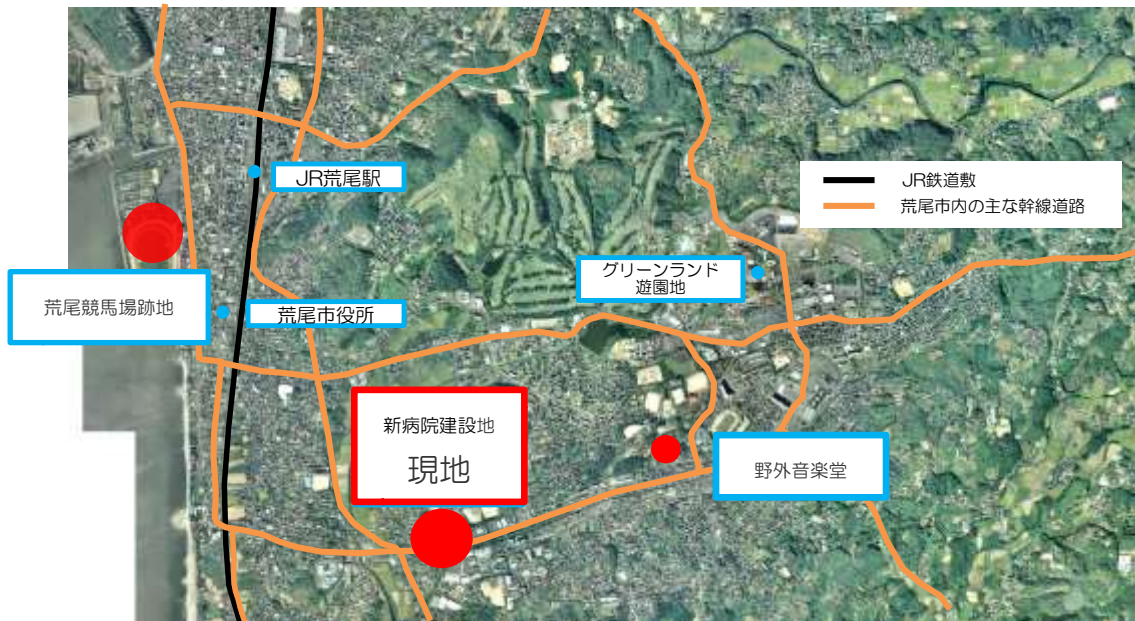 JR荒尾駅
JR鉄道敷
荒尾市内の主な幹線道路
グリーンランド
遊園地
荒尾競馬場跡地
荒尾市役所
新病院建設地
現地
野外音楽堂